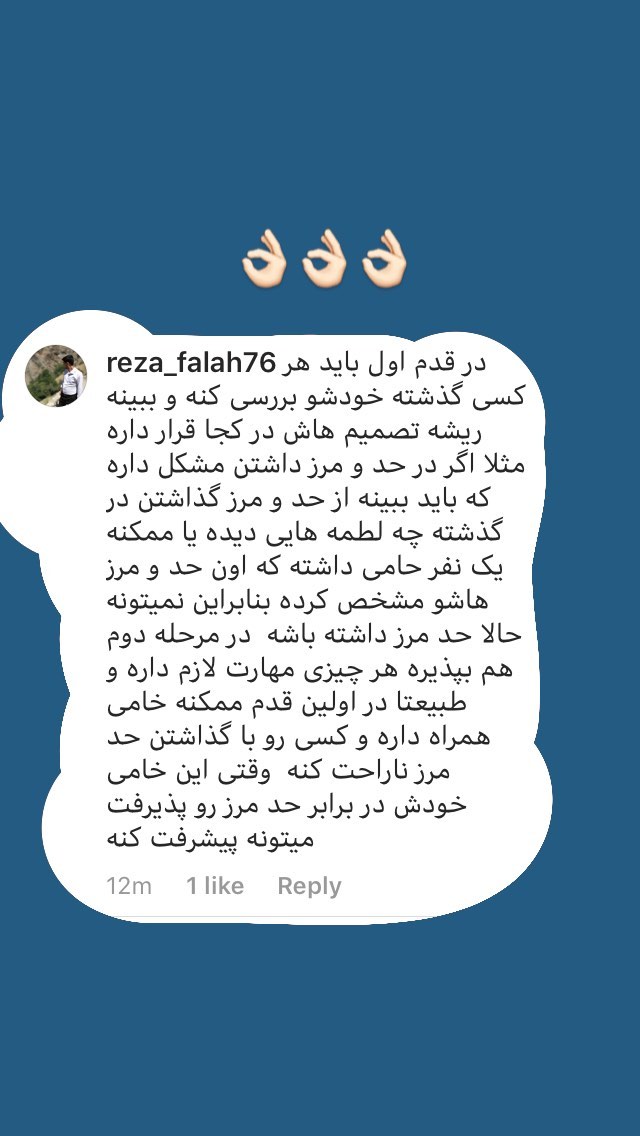 👌🏻👌🏻👌🏻
reza_falah76 در قدم اول باید هر
کسی گذشته خودشو بررسی کنه و ببینه
ریشه تصمیم هاش در کجا قرار داره
مثلا اگر در حد و مرز داشتن مشکل داره
که باید ببینه از حد و مرز گذاشتن در
گذشته چه لطمه هایی دیده یا ممکنه
یک نفر حامی داشته که اون حد و مرز
هاشو مشخص کرده بنابراین نمیتونه
حالا حد مرز داشته باشه  در مرحله دوم
هم بپذیره هر چیزی مهارت لازم داره و
طبیعتا در اولین قدم ممکنه خامی
همراه داره و کسی رو با گذاشتن حد
مرز ناراحت کنه  وقتی این خامی
خودش در برابر حد مرز رو پذیرفت
میتونه پیشرفت کنه
12m 1 like Reply